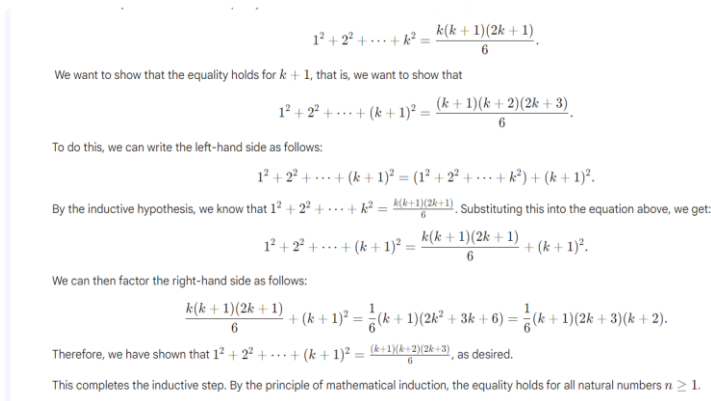 1² + 2² + ⋯ + k² = k(k + 1)(2k + 1)/6.
We want to show that the equality holds for k + 1, that is, we want to show that
1² + 2² + ⋯ + (k + 1)² = (k + 1)(k + 2)(2k + 3)/6.
To do this, we can write the left-hand side as follows:
1² + 2² + ⋯ + (k + 1)² = (1² + 2² + ⋯ + k²) + (k + 1)².
By the inductive hypothesis, we know that 1² + 2² + ⋯ + k² = k(k+1)(2k+1)/6. Substituting this into the equation above, we get:
1² + 2² + ⋯ + (k + 1)² = k(k + 1)(2k + 1)/6 + (k + 1)².
We can then factor the right-hand side as follows:
k(k + 1)(2k + 1)/6 + (k + 1)² = 1/6(k + 1)(2k² + 3k + 6) = 1/6(k + 1)(2k + 3)(k + 2).
Therefore, we have shown that 1² + 2² + ⋯ + (k + 1)² = (k+1)(k+2)(2k+3)/6, as desired.
This completes the inductive step. By the principle of mathematical induction, the equality holds for all natural numbers n ≥ 1.